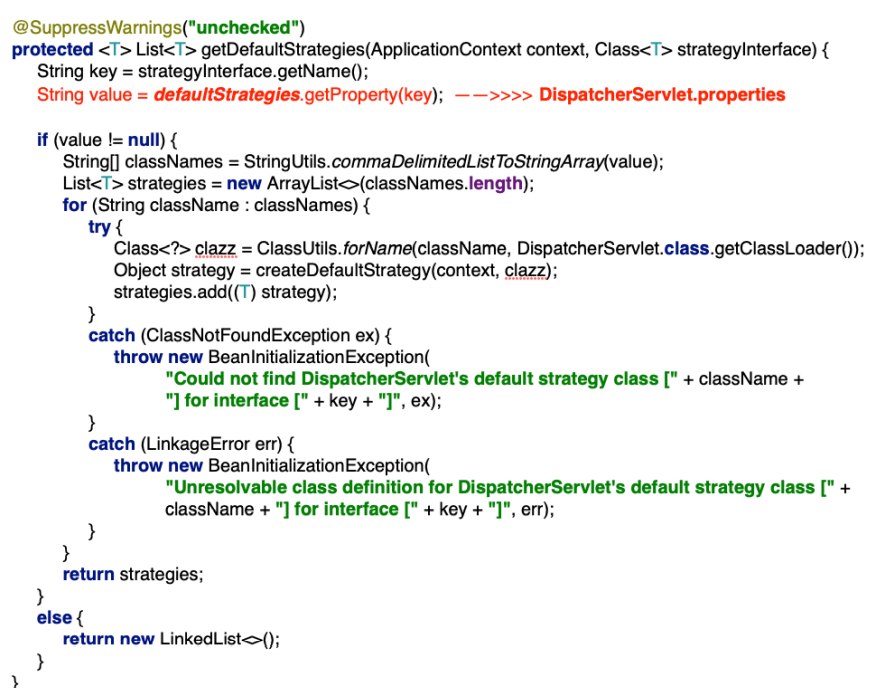 @SuppressWarnings("unchecked")
protected <T> List<T> getDefaultStrategies(ApplicationContext context, Class<T> strategyInterface) {
    String key = strategyInterface.getName();
    String value = defaultStrategies.getProperty(key);  ——>>>>  DispatcherServlet.properties

    if (value != null) {
        String[] classNames = StringUtils.commaDelimitedListToStringArray(value);
        List<T> strategies = new ArrayList<>(classNames.length);
        for (String className : classNames) {
            try {
                Class<?> clazz = ClassUtils.forName(className, DispatcherServlet.class.getClassLoader());
                Object strategy = createDefaultStrategy(context, clazz);
                strategies.add((T) strategy);
            }
            catch (ClassNotFoundException ex) {
                throw new BeanInitializationException(
                        "Could not find DispatcherServlet's default strategy class [" + className +
                        "] for interface [" + key + "]", ex);
            }
            catch (LinkageError err) {
                throw new BeanInitializationException(
                        "Unresolvable class definition for DispatcherServlet's default strategy class [" +
                        className + "] for interface [" + key + "]", err);
            }
        }
        return strategies;
    }
    else {
        return new LinkedList<>();
    }
}